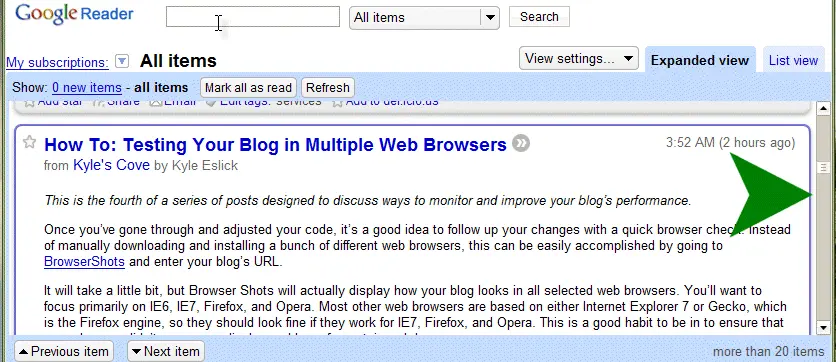 Google Reader All items Search
My subscriptions: All items View settings... Expanded view List view
Show: 0 new items - all items Mark all as read Refresh
Add star Share Email Edit tags: services Add to del.icio.us
How To: Testing Your Blog in Multiple Web Browsers 3:52 AM (2 hours ago)
from Kyle's Cove by Kyle Eslick
This is the fourth of a series of posts designed to discuss ways to monitor and improve your blog's performance.
Once you've gone through and adjusted your code, it's a good idea to follow up your changes with a quick browser check. Instead
of manually downloading and installing a bunch of different web browsers, this can be easily accomplished by going to
BrowserShots and enter your blog's URL.
It will take a little bit, but Browser Shots will actually display how your blog looks in all selected web browsers. You'll want to
focus primarily on IE6, IE7, Firefox, and Opera. Most other web browsers are based on either Internet Explorer 7 or Gecko, which
is the Firefox engine, so they should look fine if they work for IE7, Firefox, and Opera. This is a good habit to be in to ensure that
Previous item Next item more than 20 items